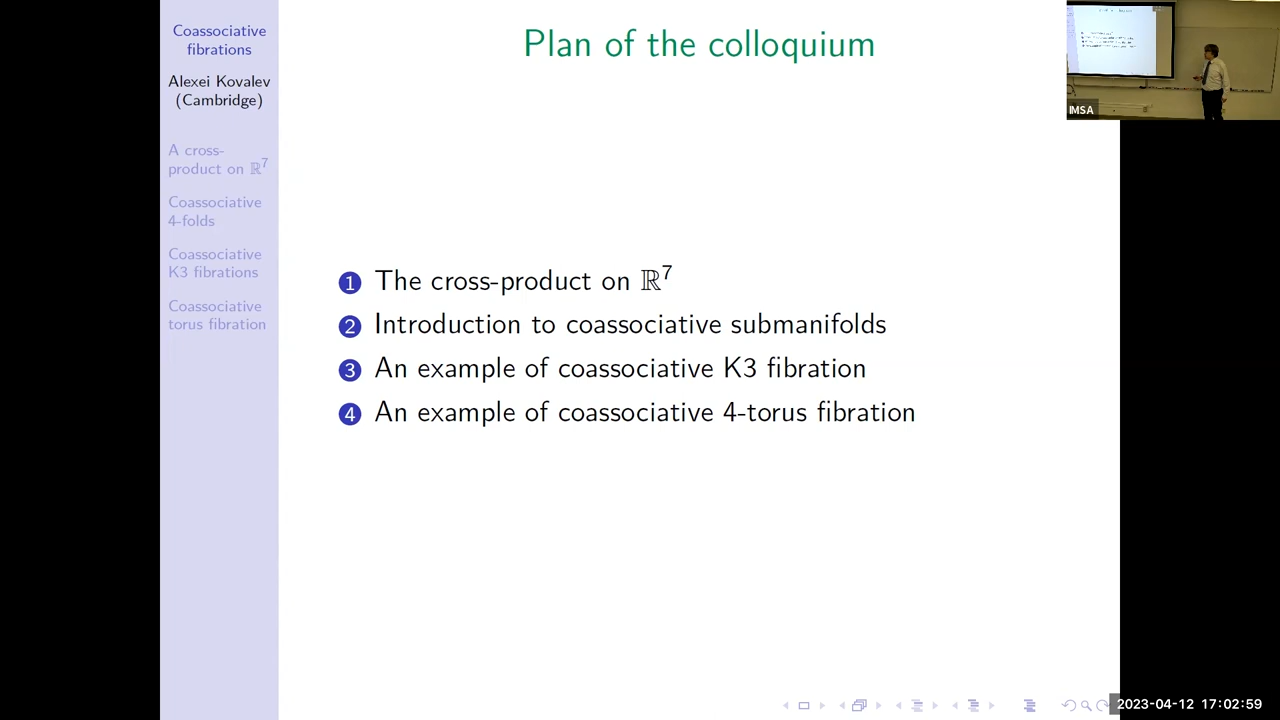 Coassociative
fibrations
Alexei Kovalev
(Cambridge)
A cross-
product on ℝ⁷
Coassociative
4-folds
Coassociative
K3 fibrations
Coassociative
torus fibration
Plan of the colloquium
1 The cross-product on ℝ⁷
2 Introduction to coassociative submanifolds
3 An example of coassociative K3 fibration
4 An example of coassociative 4-torus fibration
IMSA
2023-04-12 17:02:59